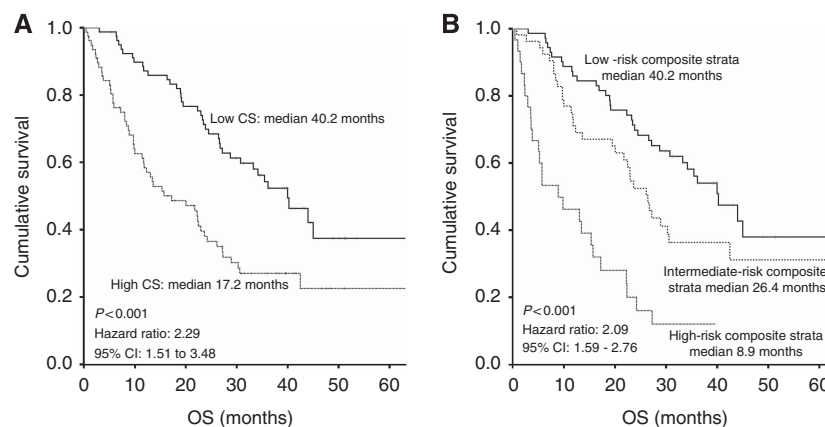 A
1.0
0.8
0.6
0.4
0.2
0.0
Cumulative survival
Low CS: median 40.2 months
High CS: median 17.2 months
P<0.001
Hazard ratio: 2.29
95% CI: 1.51 to 3.48
0 10 20 30 40 50 60
OS (months)
B
1.0
0.8
0.6
0.4
0.2
0.0
Cumulative survival
Low -risk composite strata
median 40.2 months
Intermediate-risk composite
strata median 26.4 months
P<0.001
Hazard ratio: 2.09
95% CI: 1.59 - 2.76
High-risk composite strata
median 8.9 months
0 10 20 30 40 50 60
OS (months)